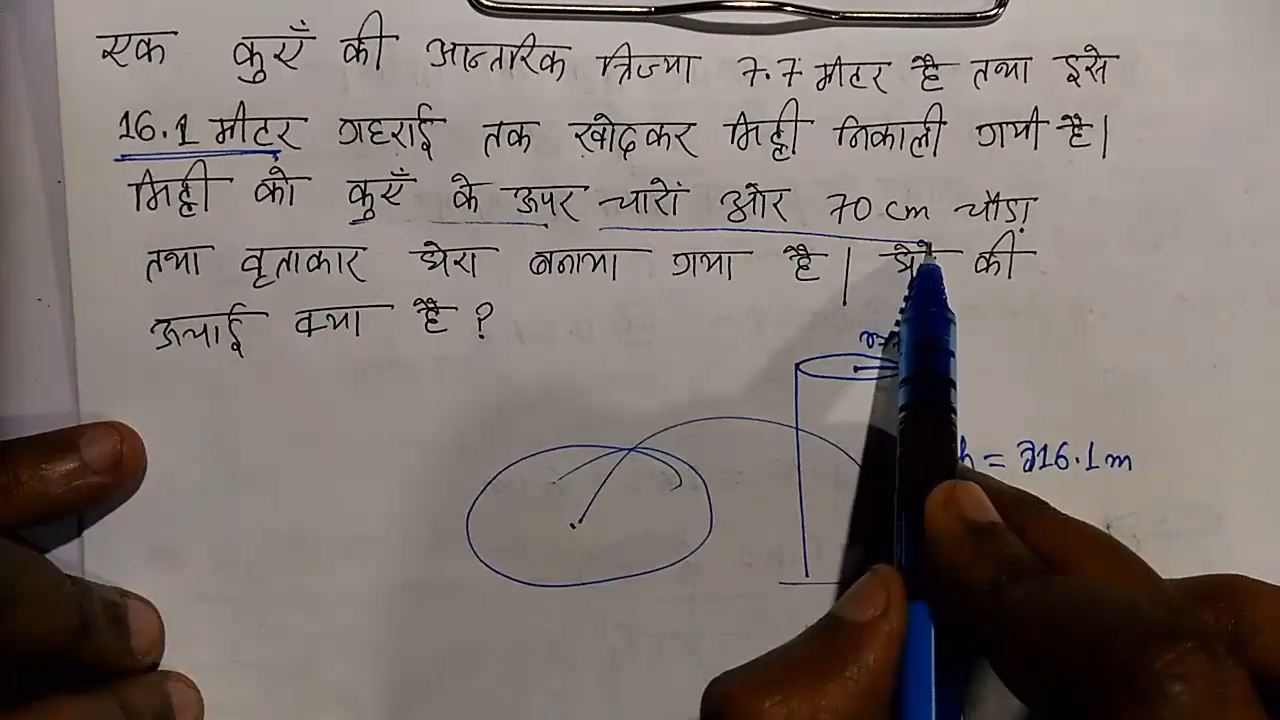 एक कुएँ की आन्तरिक त्रिज्या 7.7 मीटर है तथा इसे
16.1 मीटर गहराई तक खोदकर मिट्टी निकाली गयी है।
मिट्टी को कुएँ के ऊपर चारों ओर 70 cm चौड़ा
तथा वृताकार घेरा बनाया गया है। की
ऊचाई क्या है ?
h = 16.1 m